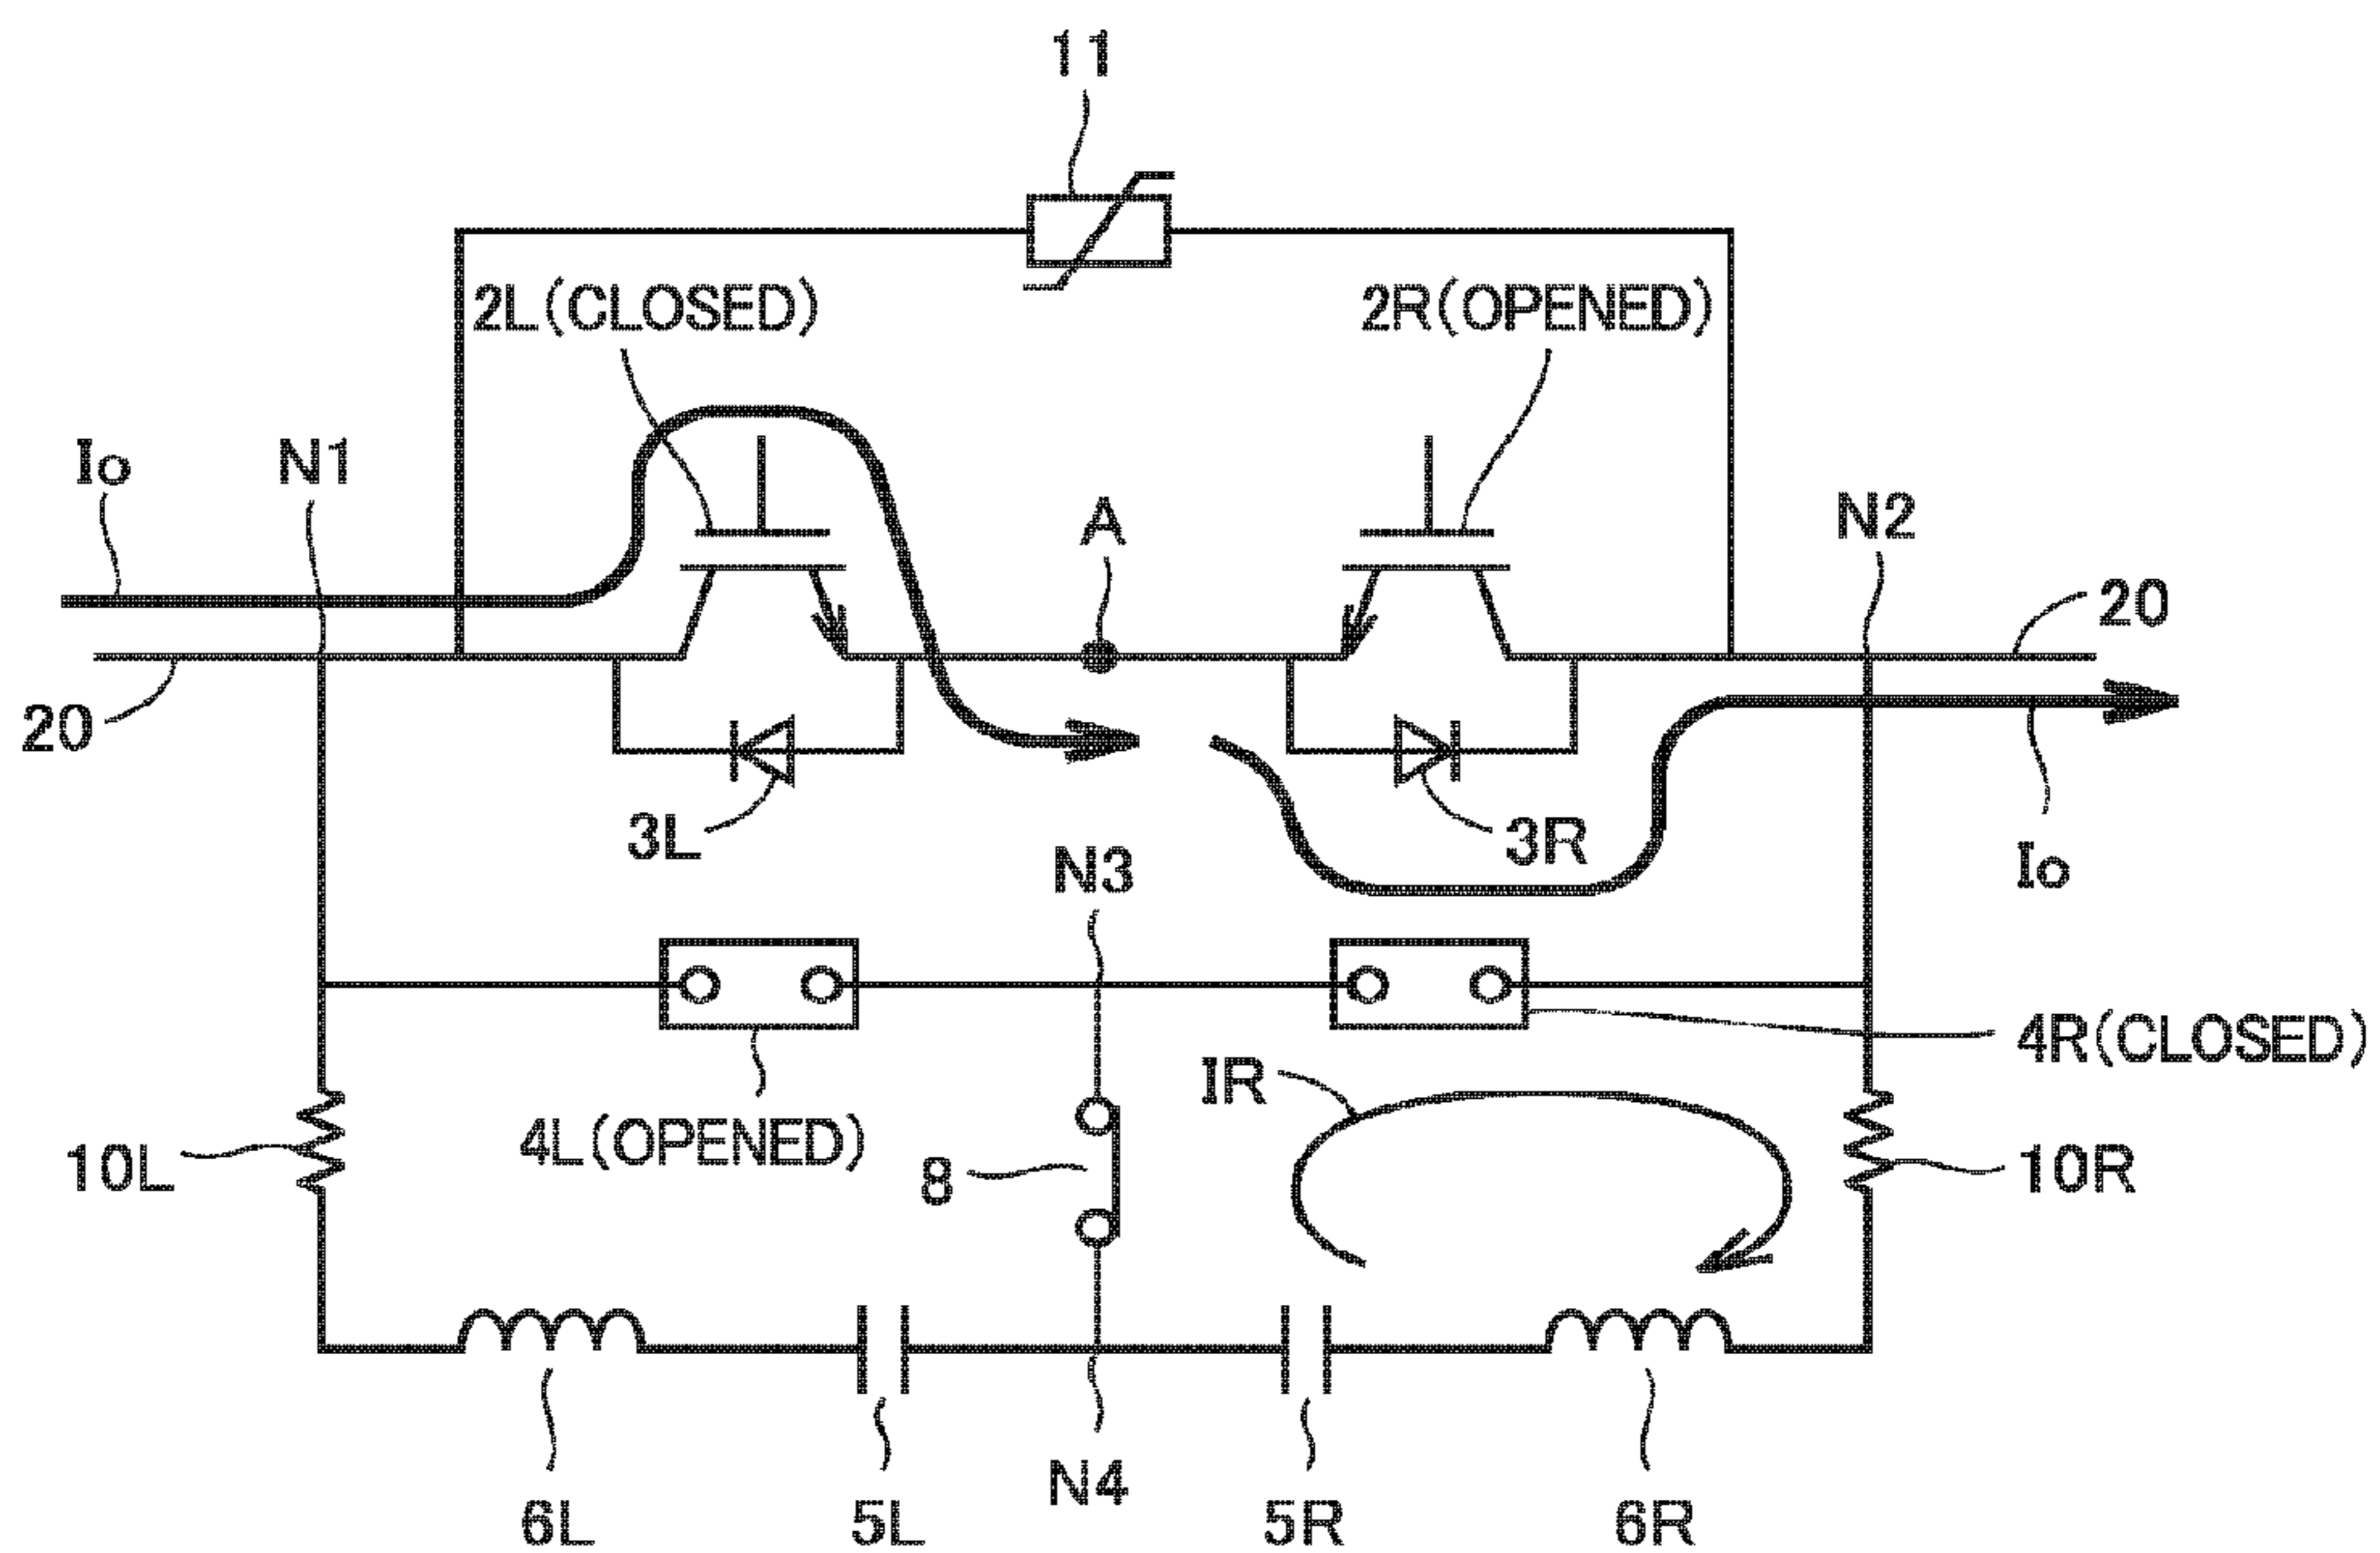 11
2L(CLOSED)
2R(OPENED)
Io
N1
A
N2
20
20
3L
3R
Io
N3
4R(CLOSED)
IR
4L(OPENED)
10L
8
10R
N4
6L
5L
5R
6R